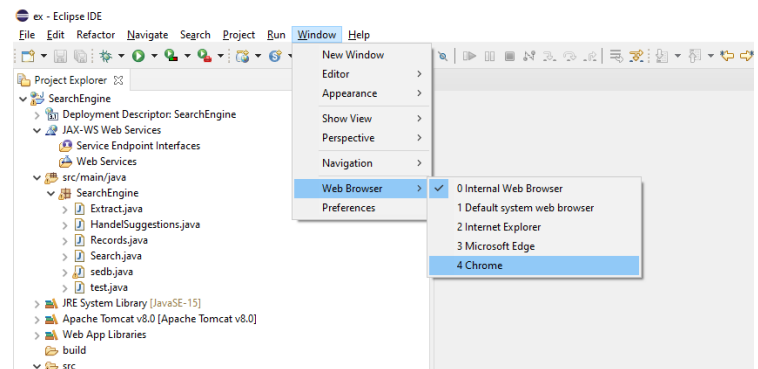 ex - Eclipse IDE
File Edit Refactor Navigate Search Project Run Window Help
Project Explorer
SearchEngine
Deployment Descriptor: SearchEngine
JAX-WS Web Services
Service Endpoint Interfaces
Web Services
src/main/java
SearchEngine
Extract.java
HandelSuggestions.java
Records.java
Search.java
sedb.java
test.java
JRE System Library [JavaSE-15]
Apache Tomcat v8.0 [Apache Tomcat v8.0]
Web App Libraries
build
src
New Window
Editor
Appearance
Show View
Perspective
Navigation
Web Browser
Preferences
0 Internal Web Browser
1 Default system web browser
2 Internet Explorer
3 Microsoft Edge
4 Chrome